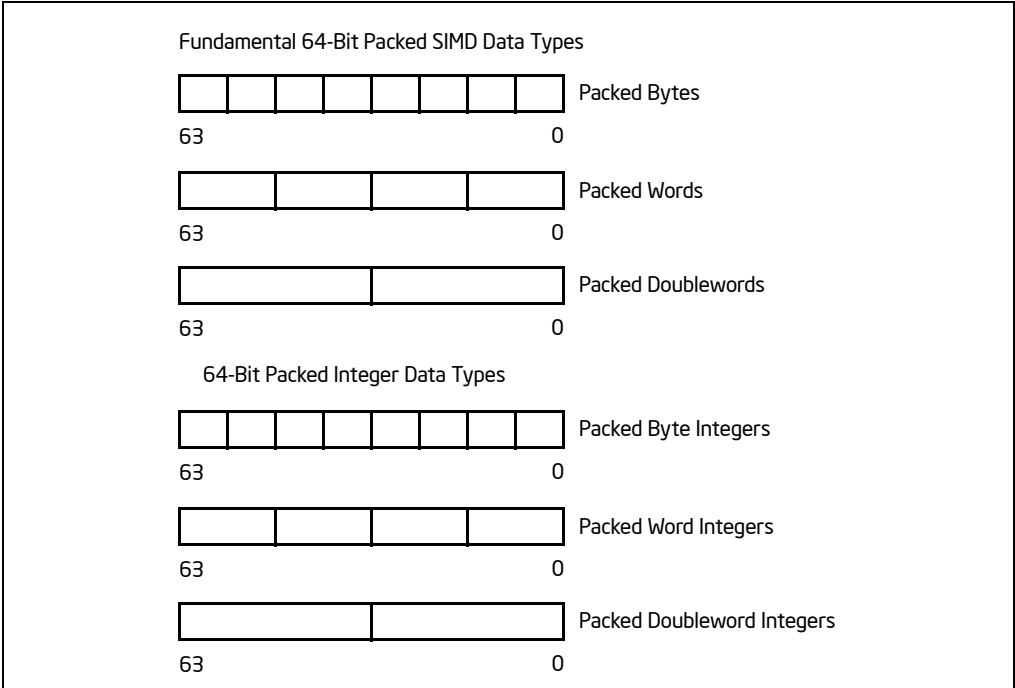 Fundamental 64-Bit Packed SIMD Data Types
Packed Bytes
63 0
Packed Words
63 0
Packed Doublewords
63 0
64-Bit Packed Integer Data Types
Packed Byte Integers
63 0
Packed Word Integers
63 0
Packed Doubleword Integers
63 0